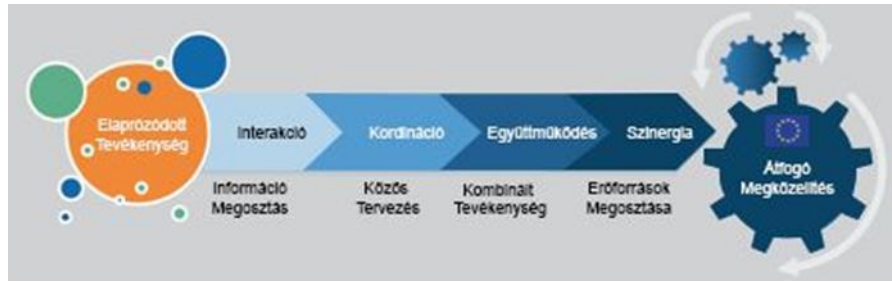 Elaprózódott
Tevékenység
Interakció
Kordináció
Együttműködés
Szinergia
Információ
Megosztás
Közös
Tervezés
Kombinált
Tevékenység
Erőforrások
Megosztása
Átfogó
Megközelítés